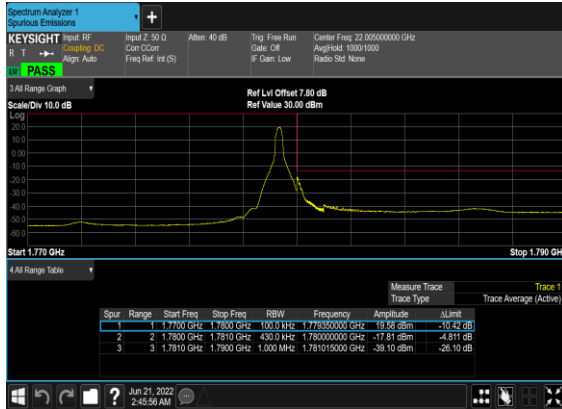 Spectrum Analyzer 1
Spurious Emissions
+
KEYSIGHT Input: RF Input Z: 50 Ω Atten: 40 dB Trig: Free Run Center Freq: 22.005000000 GHz
R T Coupling: DC Corr CCorr Gate: Off Avg|Hold: 1000/1000
Align: Auto Freq Ref: Int (S) IF Gain: Low Radio Std: None
PASS
3 All Range Graph
Ref Lvl Offset 7.80 dB
Scale/Div 10.0 dB Ref Value 30.00 dBm
Log
20.0
10.0
0.00
-10.0
-20.0
-30.0
-40.0
-50.0
-60.0
Start 1.770 GHz Stop 1.790 GH
4 All Range Table
Measure Trace Trace 1
Trace Type Trace Average (Active)
Spur Range Start Freq Stop Freq RBW Frequency Amplitude ΔLimit
1 1 1.7700 GHz 1.7800 GHz 100.0 kHz 1.779350000 GHz 19.58 dBm -10.42 dB
2 2 1.7800 GHz 1.7810 GHz 430.0 kHz 1.780000000 GHz -17.81 dBm -4.811 dB
3 3 1.7810 GHz 1.7900 GHz 1.000 MHz 1.781015000 GHz -39.10 dBm -26.10 dB
? Jun 21, 2022
2:45:56 AM